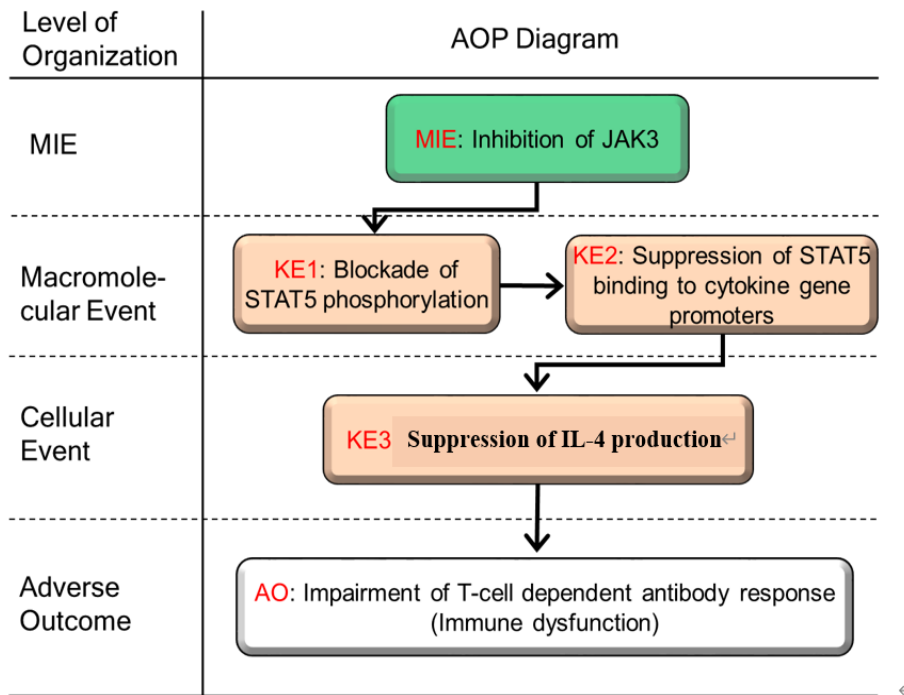 Level of
Organization
AOP Diagram
MIE
MIE: Inhibition of JAK3
Macromole-
cular Event
KE1: Blockade of
STAT5 phosphorylation
KE2: Suppression of STAT5
binding to cytokine gene
promoters
Cellular
Event
KE3 Suppression of IL-4 production↵
Adverse
Outcome
AO: Impairment of T-cell dependent antibody response
(Immune dysfunction)
↵